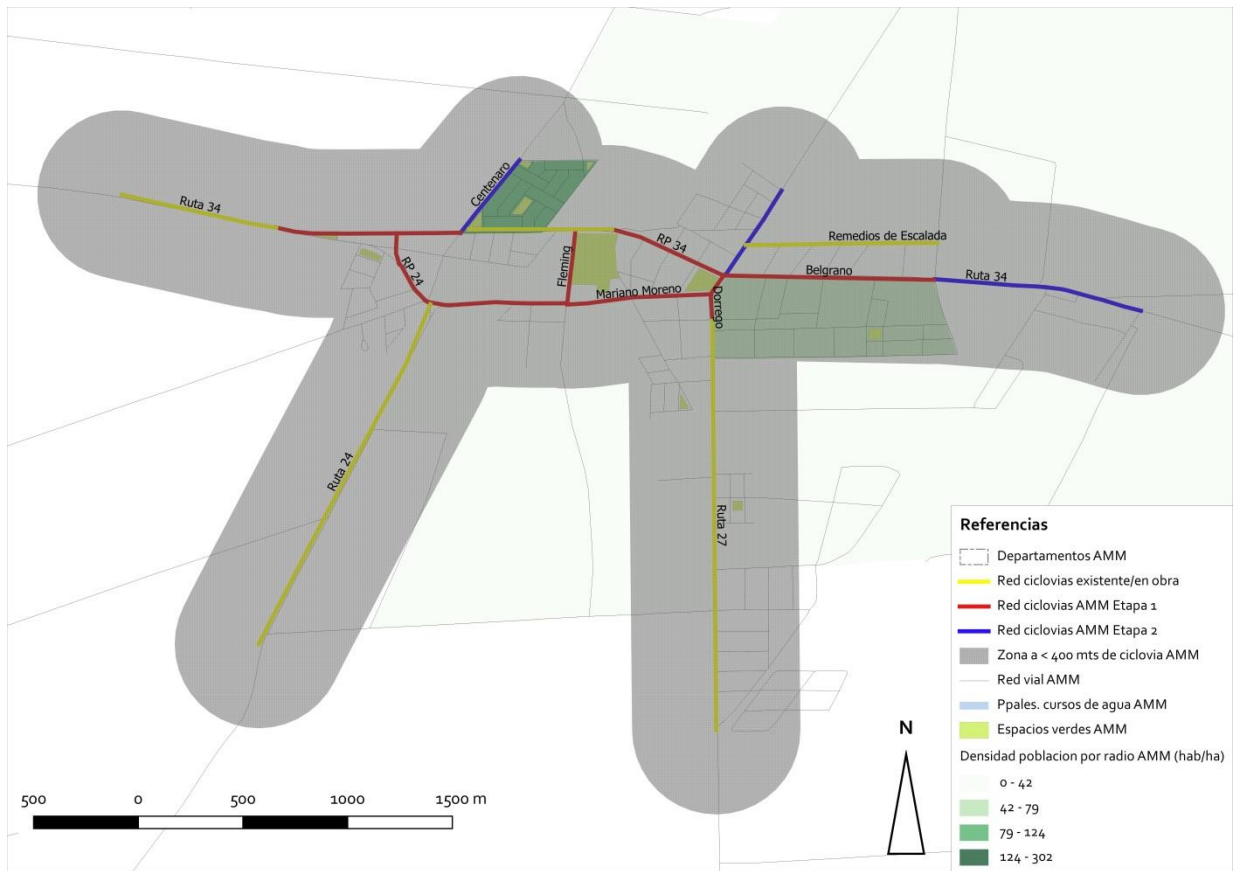 Centenaro
Ruta 34
RP 34
Remedios de Escalada
Belgrano
Ruta 34
RP 24
Fleming
Mariano Moreno
Dorrego
Ruta 24
Ruta 27
Referencias
Departamentos AMM
Red ciclovias existente/en obra
Red ciclovias AMM Etapa 1
Red ciclovias AMM Etapa 2
Zona a < 400 mts de ciclovia AMM
Red vial AMM
Ppales. cursos de agua AMM
Espacios verdes AMM
Densidad poblacion por radio AMM (hab/ha)
0 - 42
42 - 79
79 - 124
124 - 302
N
500 0 500 1000 1500 m